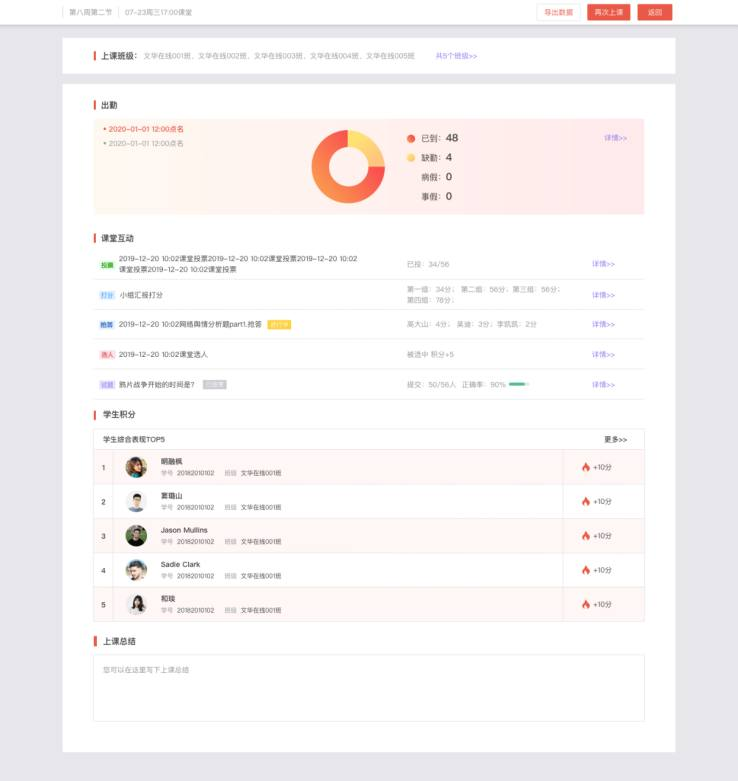 第八周第二节 07-23周三17:00课堂 导出数据 再次上课 返回
上课班级: 文华在线001班、文华在线002班、文华在线003班、文华在线004班、文华在线005班 共5个班级>>
出勤
• 2020-01-01 12:00点名
• 2020-01-01 12:00点名
已到: 48 详情>>
缺勤: 4
病假: 0
事假: 0
课堂互动
投票 2019-12-20 10:02课堂投票2019-12-20 10:02课堂投票2019-12-20 10:02
课堂投票2019-12-20 10:02课堂投票
已投: 34/56 详情>>
打分 小组汇报打分
第一组: 34分; 第二组: 56分; 第三组: 56分;
第四组: 78分; 详情>>
抢答 2019-12-20 10:02网络舆情分析题part1.抢答 进行中 高大山: 4分; 吴迪: 3分; 李凯凯: 2分 详情>>
选人 2019-12-20 10:02课堂选人 被选中 积分+5 详情>>
试题 鸦片战争开始的时间是? 已结束 提交: 50/56人 正确率: 90% 详情>>
学生积分
学生综合表现TOP5 更多>>
1 明融枫 +10分
学号 20182010102 班级 文华在线001班
2 窦璐山 +10分
学号 20182010102 班级 文华在线001班
3 Jason Mullins +10分
学号 20182010102 班级 文华在线001班
4 Sadie Clark +10分
学号 20182010102 班级 文华在线001班
5 和琰 +10分
学号 20182010102 班级 文华在线001班
上课总结
您可以在这里写下上课总结